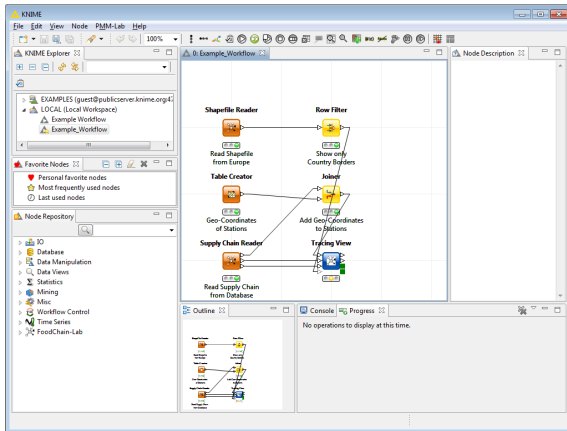 KNIME
File Edit View Node PMM-Lab Help
100%
KNIME Explorer
EXAMPLES (guest@publicserver.knime.org:47
LOCAL (Local Workspace)
Example Workflow
Example_Workflow
Favorite Nodes
Personal favorite nodes
Most frequently used nodes
Last used nodes
Node Repository
IO
Database
Data Manipulation
Data Views
Statistics
Mining
Misc
Workflow Control
Time Series
FoodChain-Lab
0: Example_Workflow
Shapefile Reader Row Filter
Read Shapefile Show only
from Europe Country Borders
Table Creator Joiner
Geo-Coordinates Add Geo-Coordinates
of Stations to Stations
Supply Chain Reader Tracing View
Read Supply Chain
from Database
Node Description
Outline
Console Progress
No operations to display at this time.